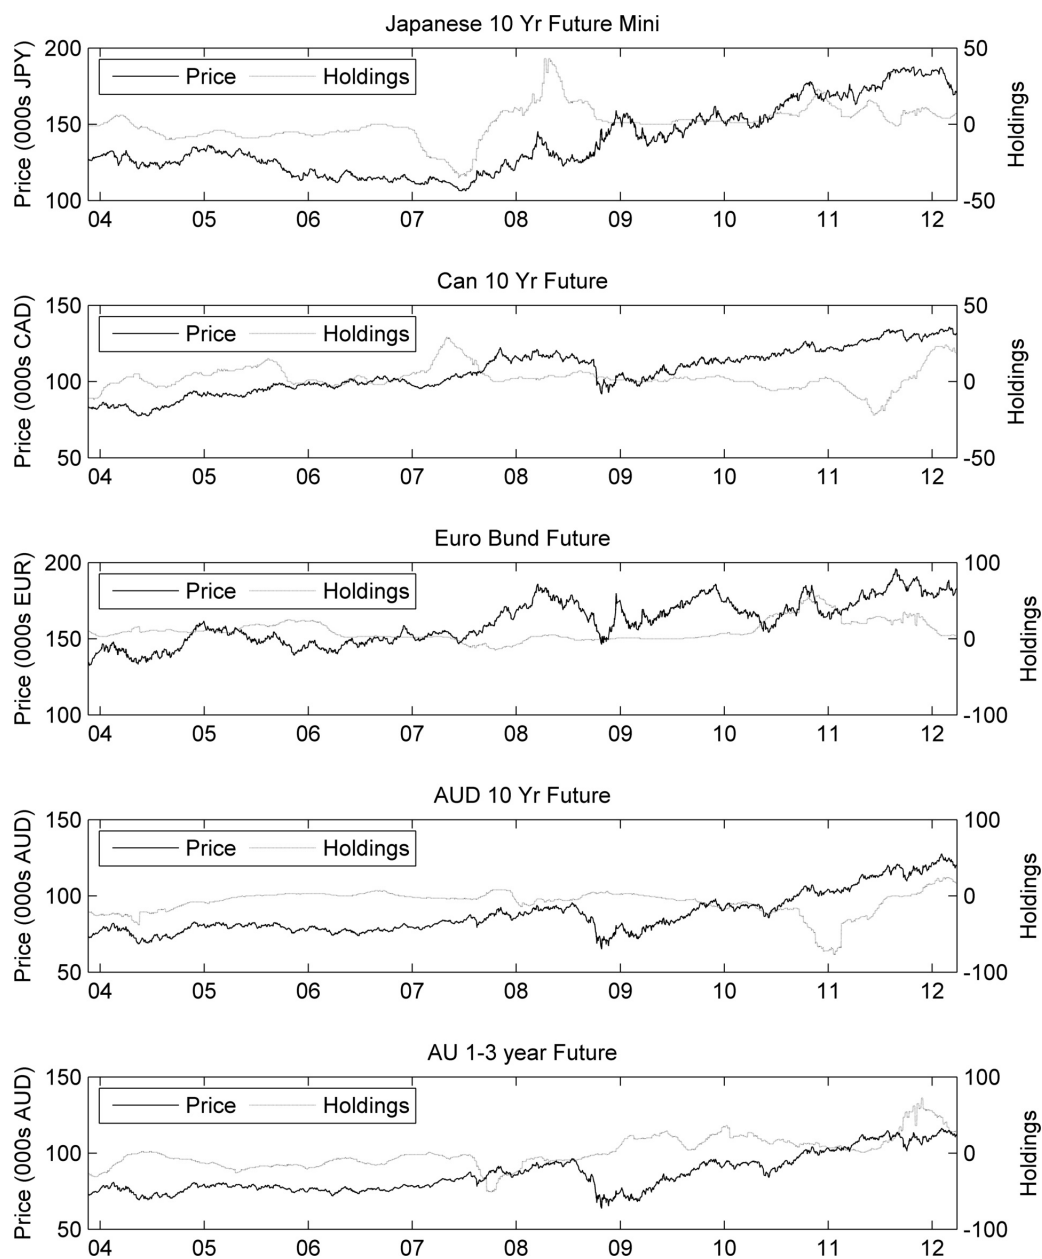 Japanese 10 Yr Future Mini
Price (000s JPY)
200
150
100
Price Holdings
50
0
-50
Holdings
04 05 06 07 08 09 10 11 12
Can 10 Yr Future
Price (000s CAD)
150
100
50
Price Holdings
50
0
-50
Holdings
04 05 06 07 08 09 10 11 12
Euro Bund Future
Price (000s EUR)
200
150
100
Price Holdings
100
0
-100
Holdings
04 05 06 07 08 09 10 11 12
AUD 10 Yr Future
Price (000s AUD)
150
100
50
Price Holdings
100
0
-100
Holdings
04 05 06 07 08 09 10 11 12
AU 1-3 year Future
Price (000s AUD)
150
100
50
Price Holdings
100
0
-100
Holdings
04 05 06 07 08 09 10 11 12